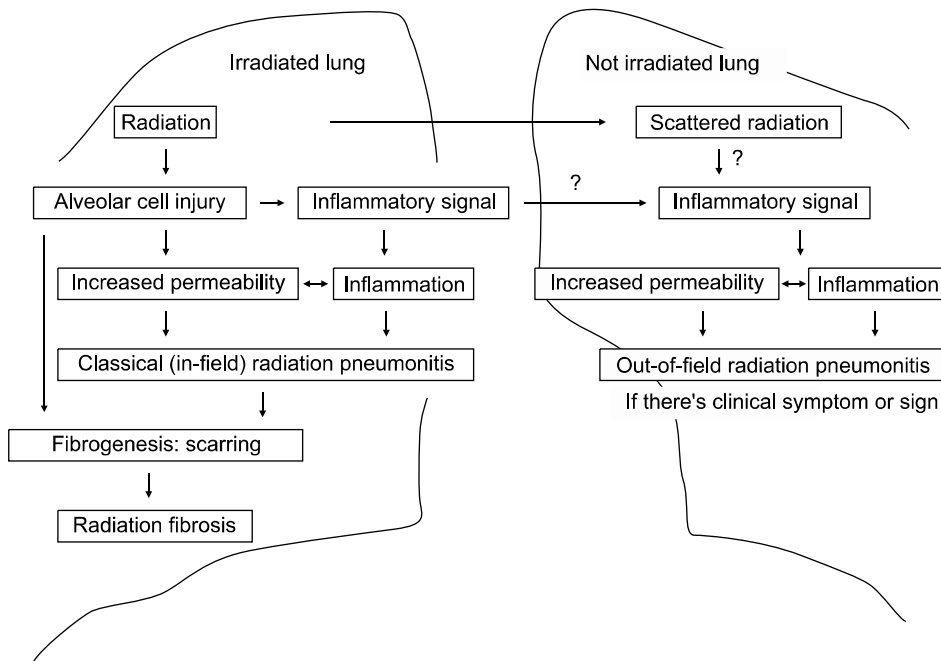 Irradiated lung
Not irradiated lung
Radiation
Scattered radiation
?
Alveolar cell injury
Inflammatory signal
?
Inflammatory signal
Increased permeability
Inflammation
Increased permeability
Inflammation
Classical (in-field) radiation pneumonitis
Out-of-field radiation pneumonitis
If there's clinical symptom or sign
Fibrogenesis: scarring
Radiation fibrosis